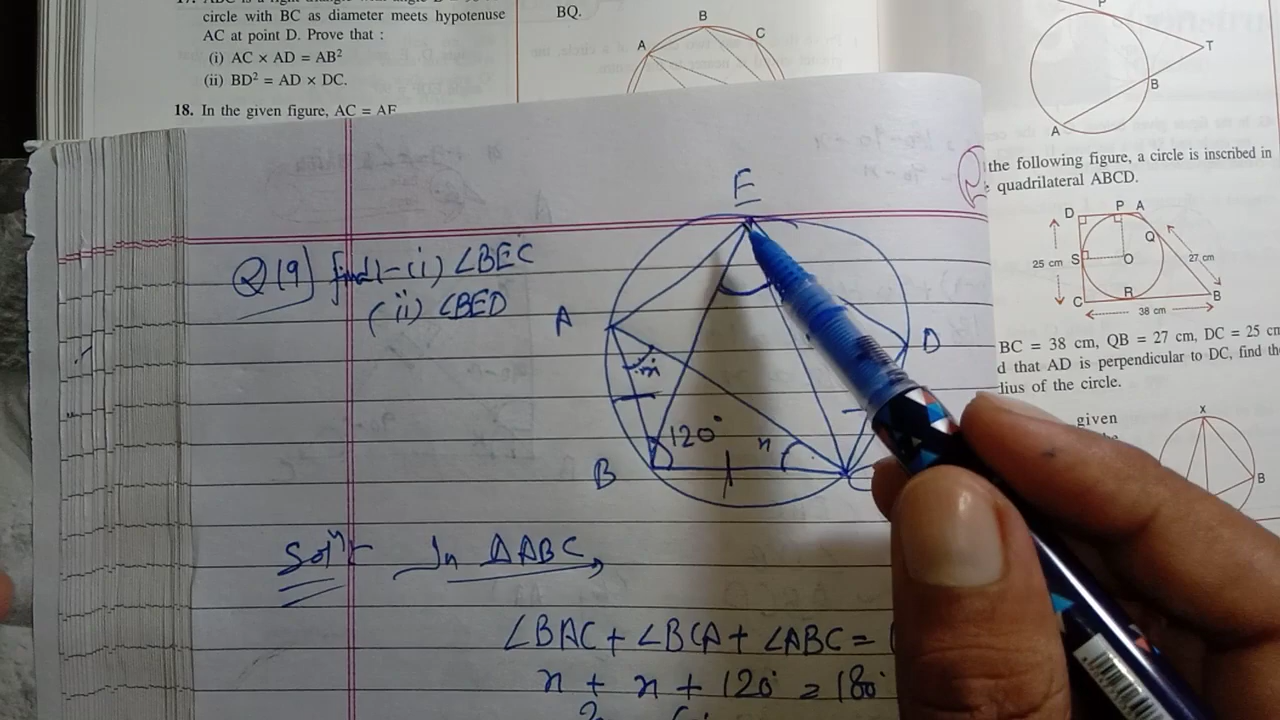 circle with BC as diameter meets hypotenuse
AC at point D. Prove that :
(i) AC × AD = AB²
(ii) BD² = AD × DC.
18. In the given figure, AC = AE
BQ.
A
B
C
P
T
B
A
the following figure, a circle is inscribed in
quadrilateral ABCD.
D P A
Q
25 cm S O 27 cm
C R B
38 cm
BC = 38 cm, QB = 27 cm, DC = 25 cm
d that AD is perpendicular to DC, find the
dius of the circle.
given
X
B
Q19) find :- (i) ∠BEC
(ii) ∠BED
E
A
D
x
120°
x
B
C
Solⁿ:- In ΔABC
∠BAC + ∠BCA + ∠ABC =
x + x + 120° = 180°